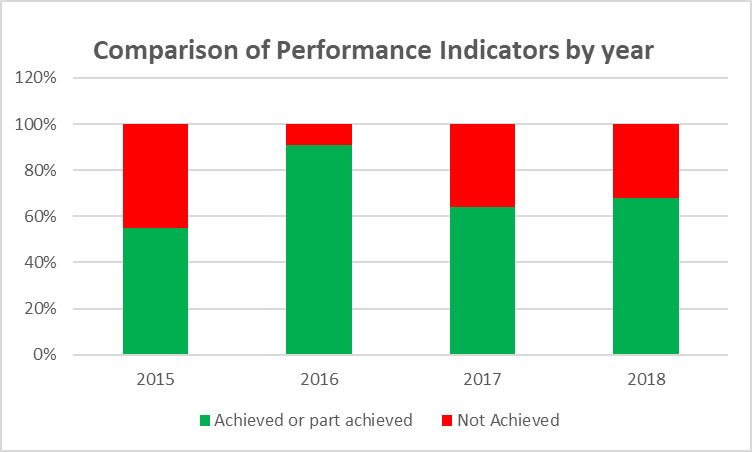 Comparison of Performance Indicators by year
120%
100%
80%
60%
40%
20%
0%
2015 2016 2017 2018
Achieved or part achieved Not Achieved